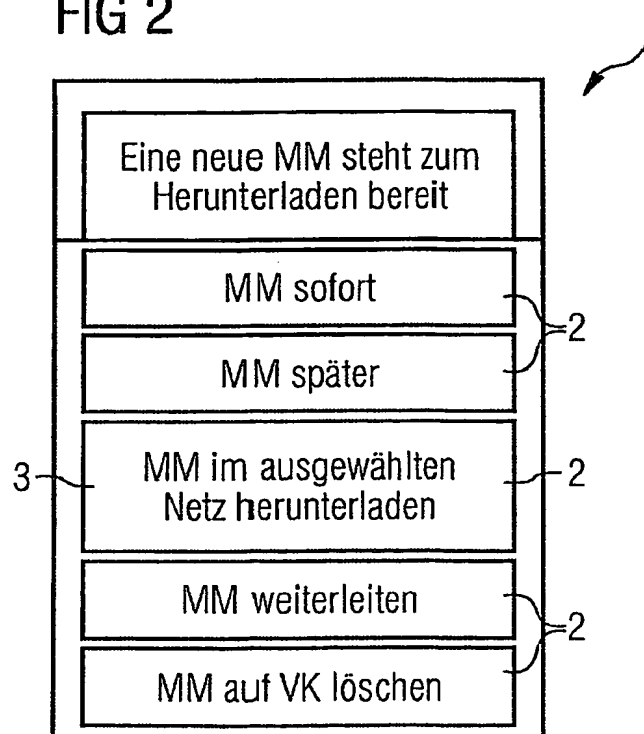 FIG 2
Eine neue MM steht zum
Herunterladen bereit
MM sofort
2
MM später
3
MM im ausgewählten
Netz herunterladen
2
MM weiterleiten
2
MM auf VK löschen